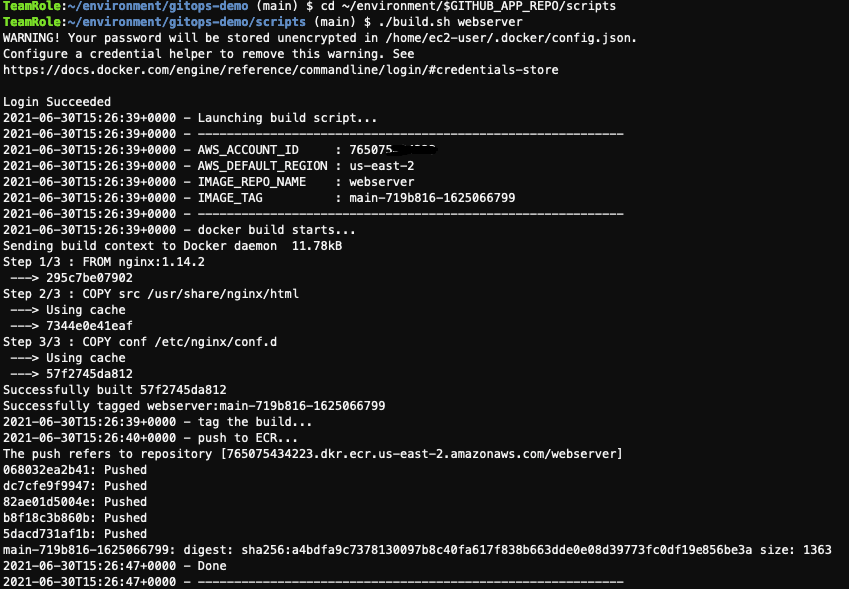 TeamRole:~/environment/gitops-demo (main) $ cd ~/environment/$GITHUB_APP_REPO/scripts
TeamRole:~/environment/gitops-demo/scripts (main) $ ./build.sh webserver
WARNING! Your password will be stored unencrypted in /home/ec2-user/.docker/config.json.
Configure a credential helper to remove this warning. See
https://docs.docker.com/engine/reference/commandline/login/#credentials-store
Login Succeeded
2021-06-30T15:26:39+0000 - Launching build script...
2021-06-30T15:26:39+0000 - -----------------------------------------------------------
2021-06-30T15:26:39+0000 - AWS_ACCOUNT_ID     : 765075
2021-06-30T15:26:39+0000 - AWS_DEFAULT_REGION : us-east-2
2021-06-30T15:26:39+0000 - IMAGE_REPO_NAME    : webserver
2021-06-30T15:26:39+0000 - IMAGE_TAG          : main-719b816-1625066799
2021-06-30T15:26:39+0000 - -----------------------------------------------------------
2021-06-30T15:26:39+0000 - docker build starts...
Sending build context to Docker daemon  11.78kB
Step 1/3 : FROM nginx:1.14.2
 ---> 295c7be07902
Step 2/3 : COPY src /usr/share/nginx/html
 ---> Using cache
 ---> 7344e0e41eaf
Step 3/3 : COPY conf /etc/nginx/conf.d
 ---> Using cache
 ---> 57f2745da812
Successfully built 57f2745da812
Successfully tagged webserver:main-719b816-1625066799
2021-06-30T15:26:39+0000 - tag the build...
2021-06-30T15:26:40+0000 - push to ECR...
The push refers to repository [765075434223.dkr.ecr.us-east-2.amazonaws.com/webserver]
068032ea2b41: Pushed
dc7cfe9f9947: Pushed
82ae01d5004e: Pushed
b8f18c3b860b: Pushed
5dacd731af1b: Pushed
main-719b816-1625066799: digest: sha256:a4bdfa9c7378130097b8c40fa617f838b663dde0e08d39773fc0df19e856be3a size: 1363
2021-06-30T15:26:47+0000 - Done
2021-06-30T15:26:47+0000 - -----------------------------------------------------------